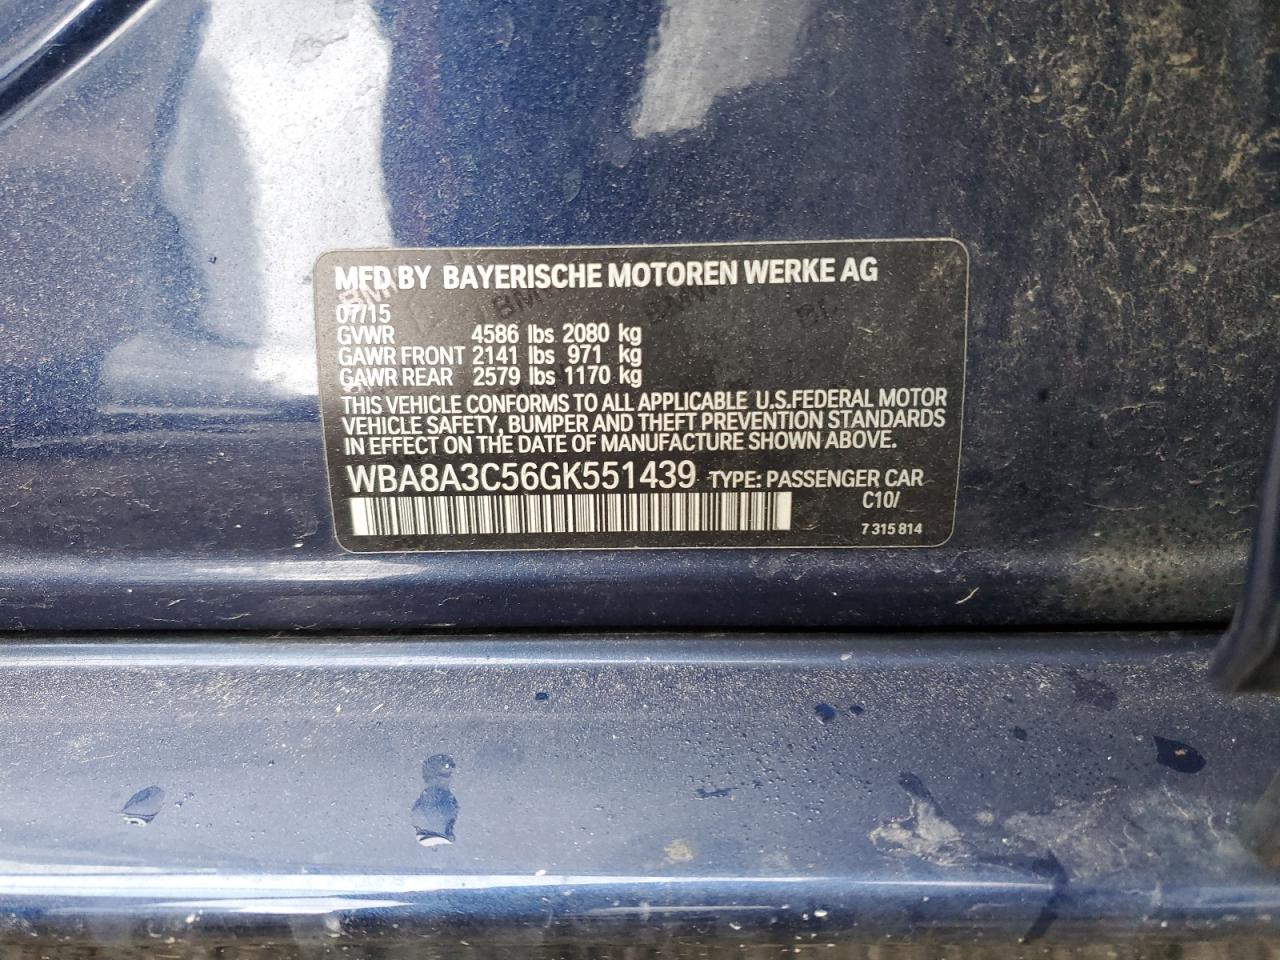 MFD BY BAYERISCHE MOTOREN WERKE AG
07/15
GVWR 4586 lbs 2080 kg
GAWR FRONT 2141 lbs 971 kg
GAWR REAR 2579 lbs 1170 kg
THIS VEHICLE CONFORMS TO ALL APPLICABLE U.S.FEDERAL MOTOR
VEHICLE SAFETY, BUMPER AND THEFT PREVENTION STANDARDS
IN EFFECT ON THE DATE OF MANUFACTURE SHOWN ABOVE.
WBA8A3C56GK551439 TYPE: PASSENGER CAR
C10/
7 315 814